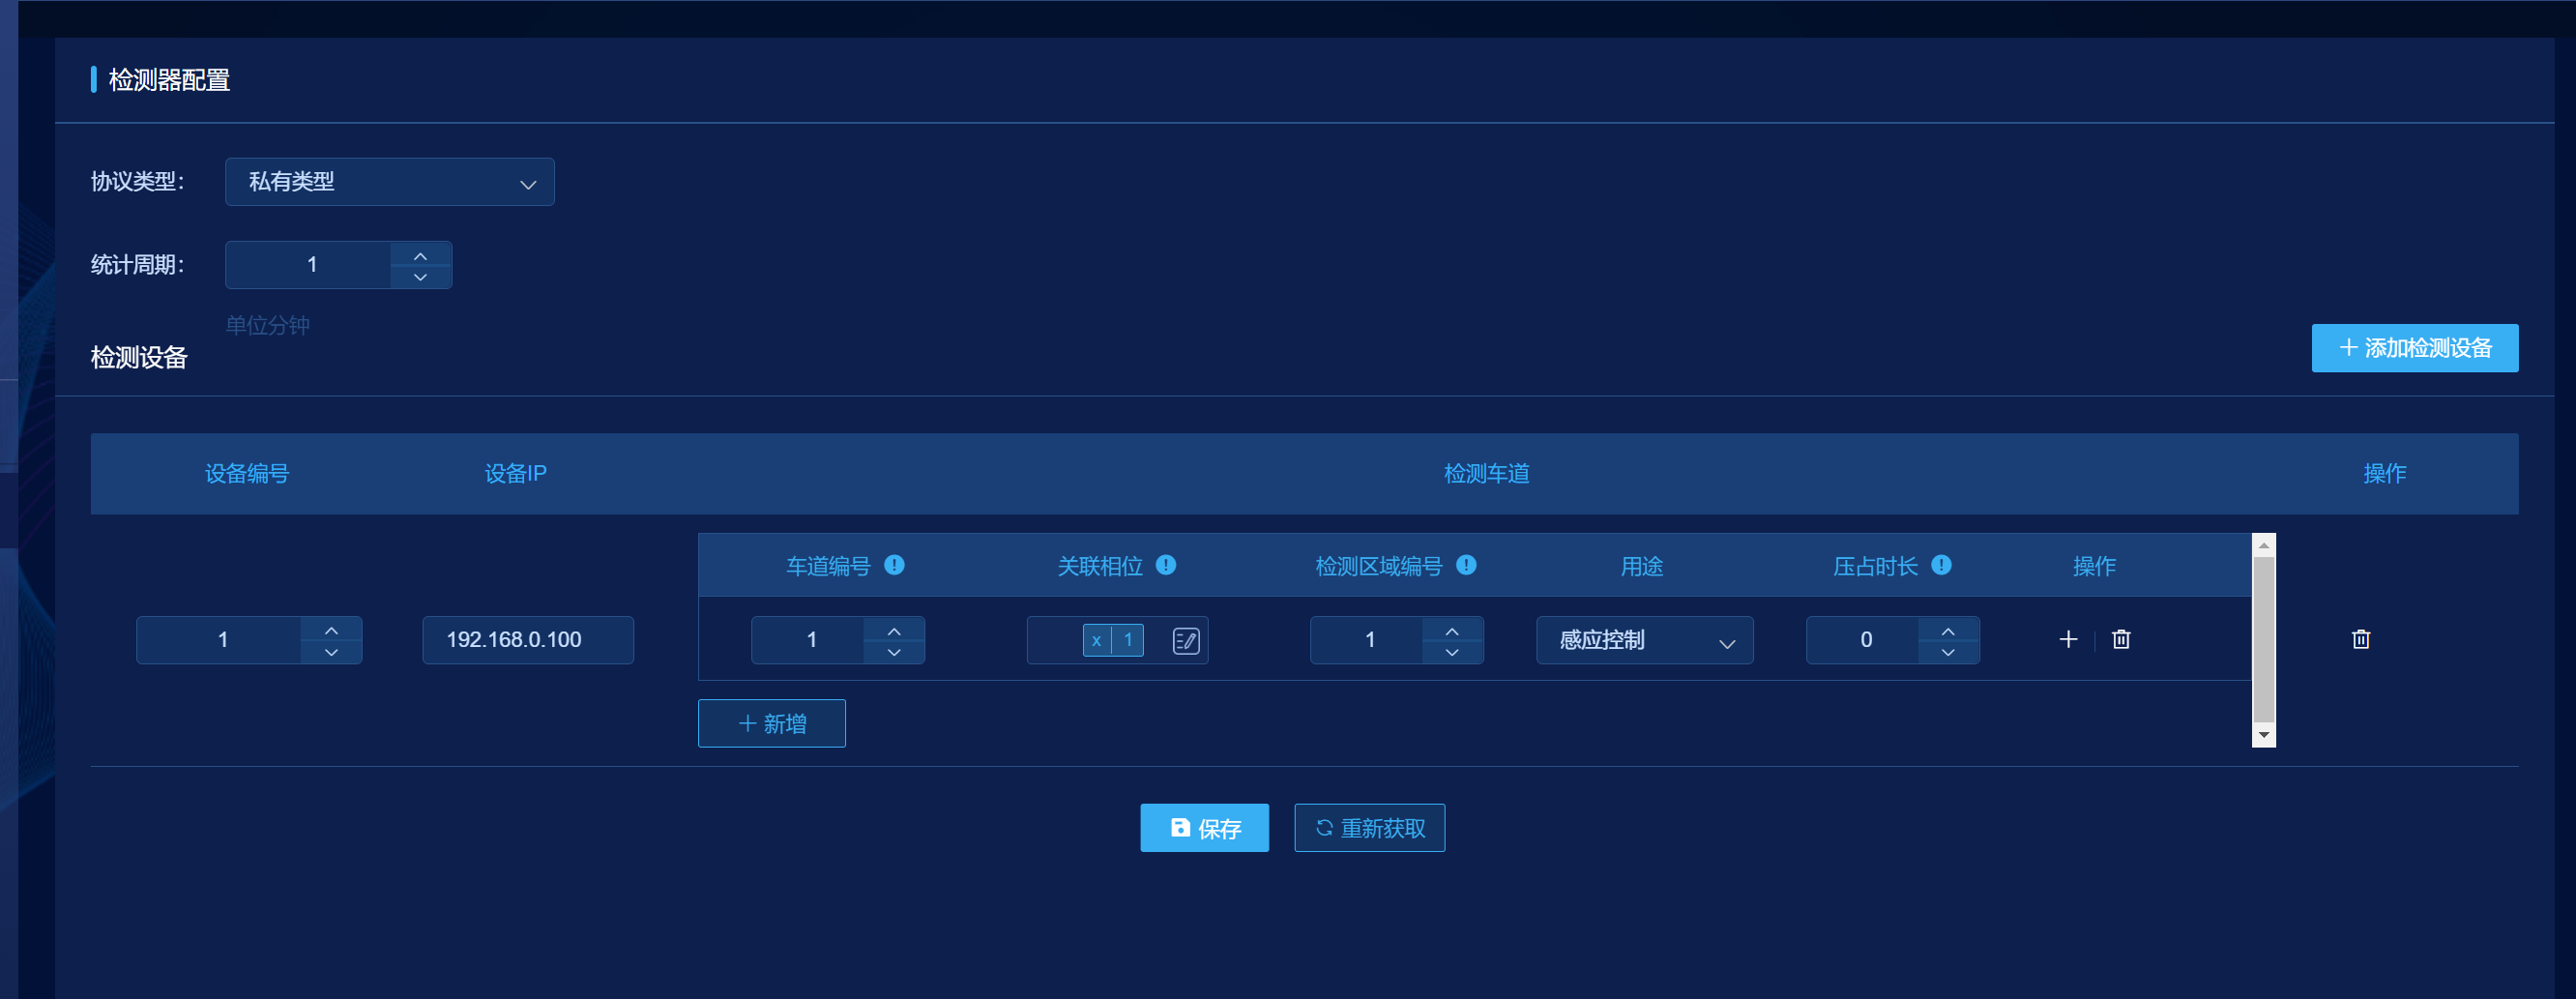 检测器配置
协议类型： 私有类型
统计周期： 1
单位分钟
检测设备 添加检测设备
设备编号 设备IP 检测车道 操作
车道编号 关联相位 检测区域编号 用途 压占时长 操作
1 192.168.0.100 1 x 1 1 感应控制 0
新增
保存 重新获取